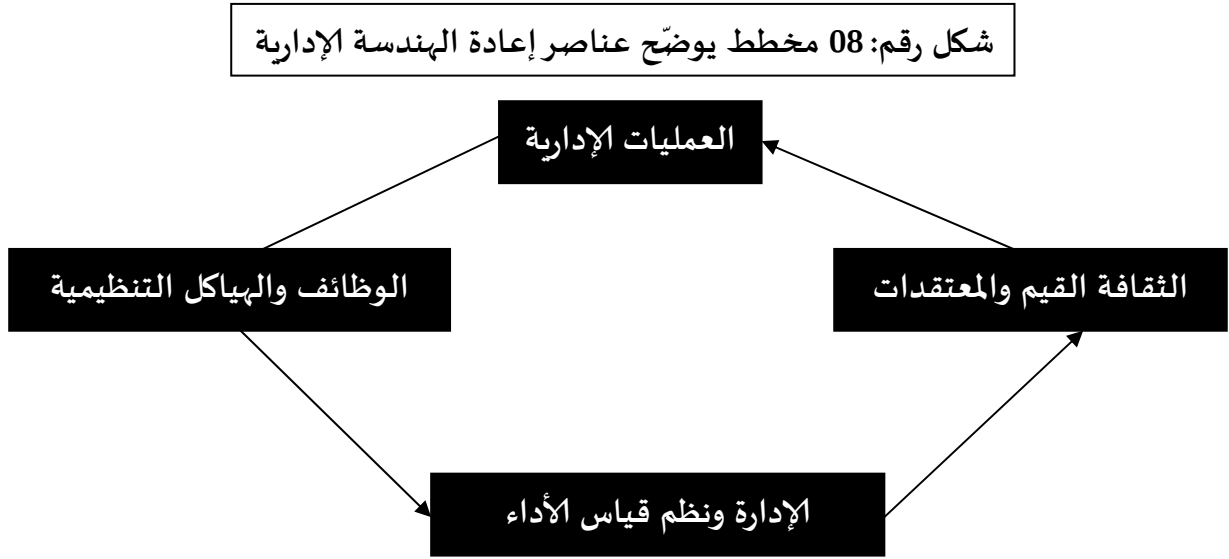 شكل رقم: 08 مخطط يوضّح عناصر إعادة الهندسة الإدارية
العمليات الإدارية
الثقافة القيم والمعتقدات
الوظائف والهياكل التنظيمية
الإدارة ونظم قياس الأداء